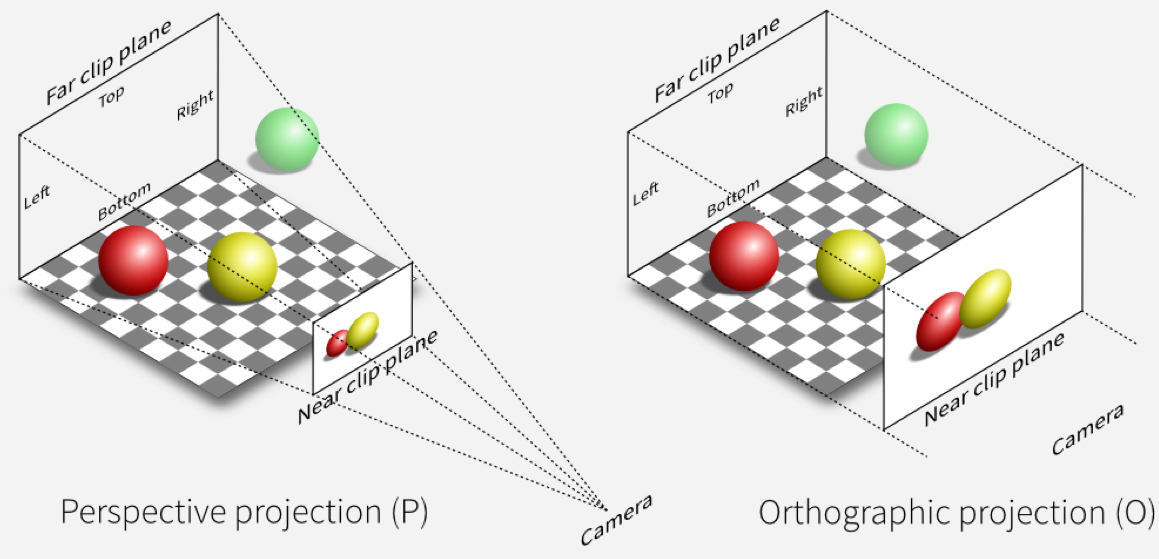 Far clip plane
Top
Right
Left
Bottom
Near clip plane
Camera
Perspective projection (P)
Far clip plane
Top
Right
Left
Bottom
Near clip plane
Camera
Orthographic projection (O)